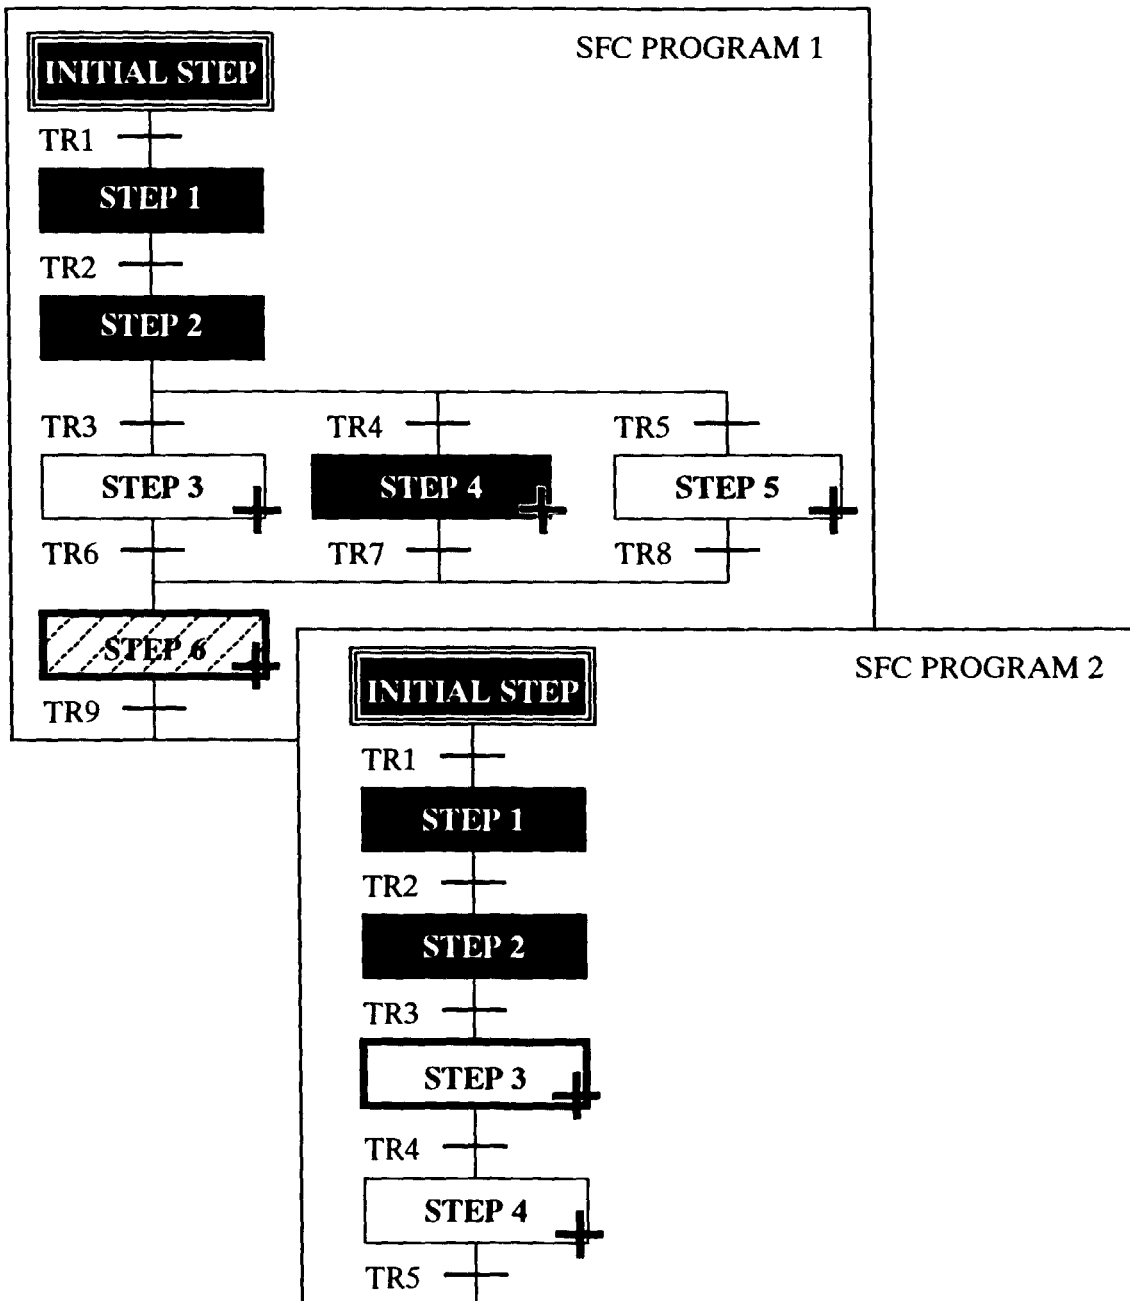 SFC PROGRAM 1
INITIAL STEP
TR1
STEP 1
TR2
STEP 2
TR3 TR4 TR5
STEP 3 STEP 4 STEP 5
TR6 TR7 TR8
STEP 6
TR9
SFC PROGRAM 2
INITIAL STEP
TR1
STEP 1
TR2
STEP 2
TR3
STEP 3
TR4
STEP 4
TR5